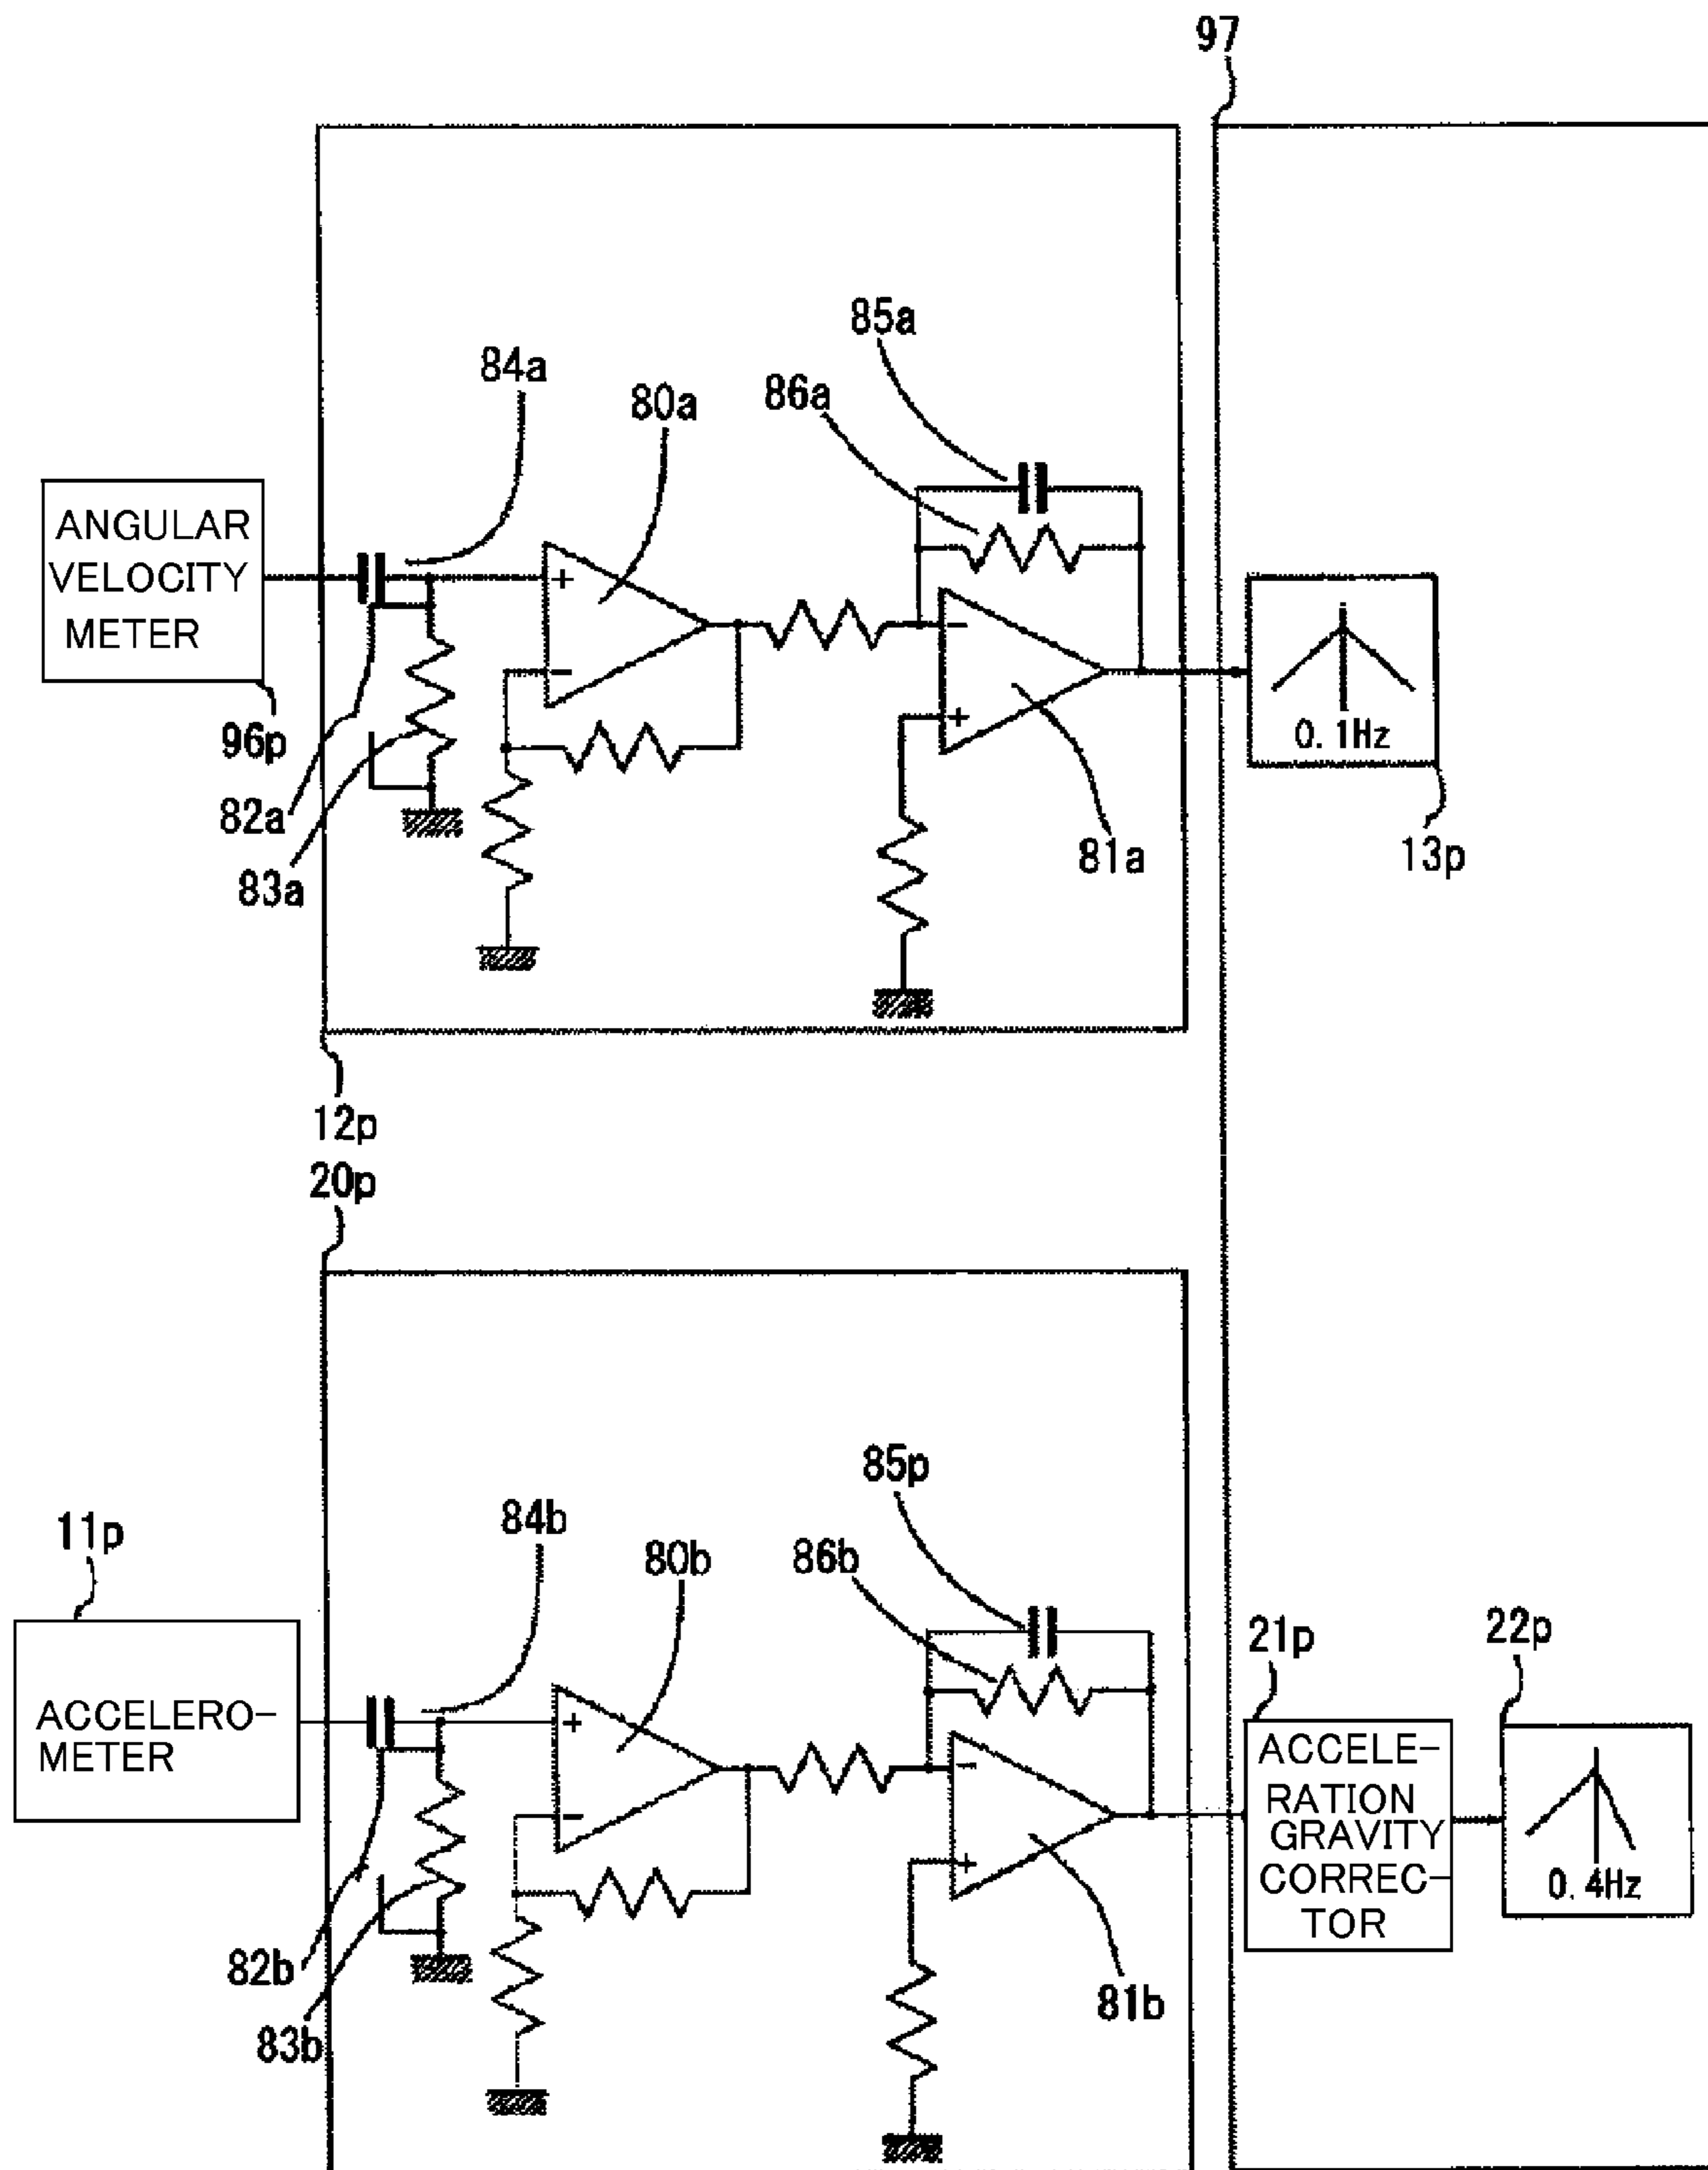 97
85a
84a
86a
80a
ANGULAR
VELOCITY
METER
+
−
−
+
96p
82a
83a
81a
0.1Hz
13p
12p
20p
85p
11p
84b
86b
80b
21p
22p
ACCELERO-
METER
+
−
−
+
ACCELE-
RATION
GRAVITY
CORREC-
TOR
0.4Hz
82b
83b
81b